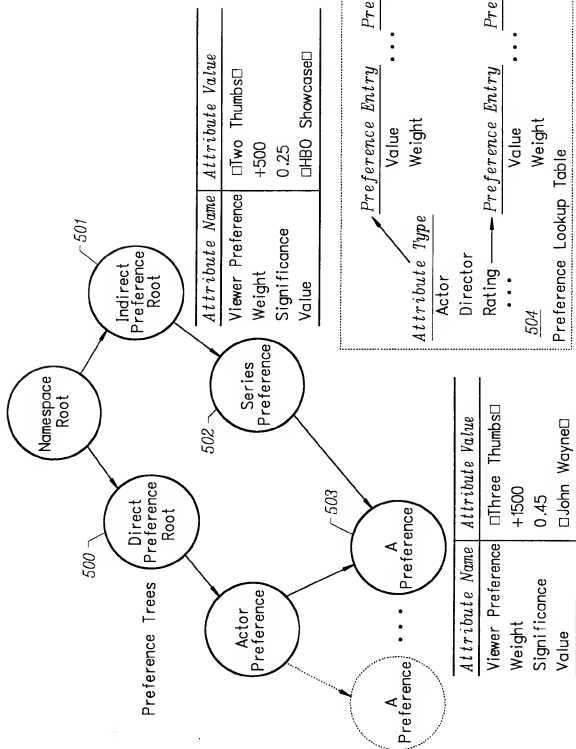 Namespace
Root
500
Direct
Preference
Root
501
Indirect
Preference
Root
Preference Trees
Actor
Preference
502
Series
Preference
503
A
Preference
• • •
A
Preference
Attribute Name Attribute Value
Viewer Preference □Two Thumbs□
Weight +500
Significance 0.25
Value □HBO Showcase□
Attribute Name Attribute Value
Viewer Preference □Three Thumbs□
Weight +1500
Significance 0.45
Value □John Wayne□
Attribute Type
Actor
Director
Rating
• • • •
504
Preference Lookup Table
Preference Entry
Value
Weight
• • •
Preference Entry
Value
Weight
• • •